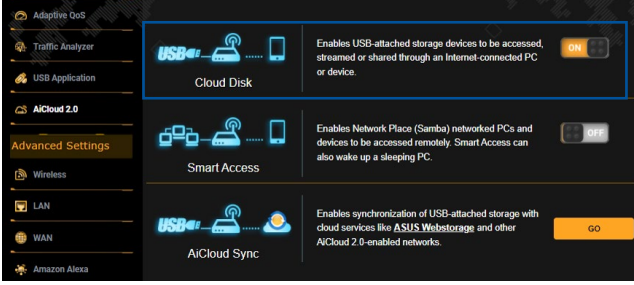 Adaptive QoS
Traffic Analyzer
USB Application
AiCloud 2.0
Advanced Settings
Wireless
LAN
WAN
Amazon Alexa
USB
Cloud Disk
Enables USB-attached storage devices to be accessed,
streamed or shared through an Internet-connected PC
or device.
ON
Smart Access
Enables Network Place (Samba) networked PCs and
devices to be accessed remotely. Smart Access can
also wake up a sleeping PC.
OFF
USB
AiCloud Sync
Enables synchronization of USB-attached storage with
cloud services like ASUS Webstorage and other
AiCloud 2.0-enabled networks.
GO